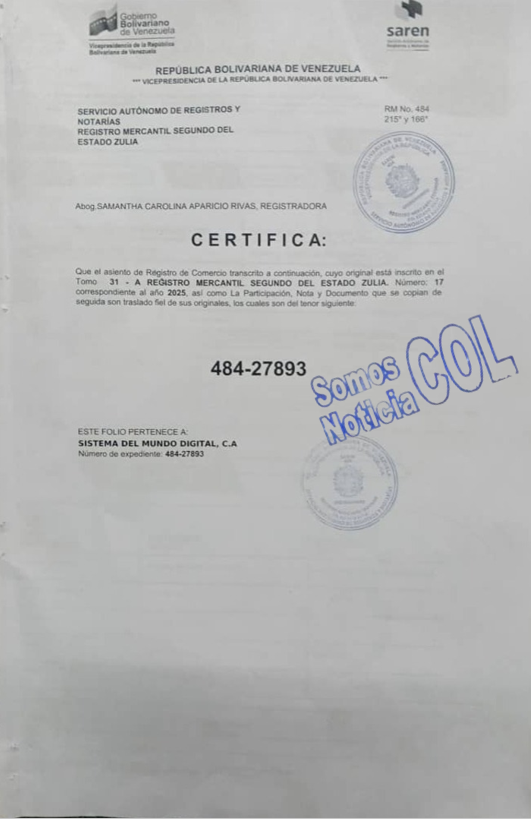 Gobierno
Bolivariano
de Venezuela
Vicepresidencia de la República
Bolivariana de Venezuela
saren
REPÚBLICA BOLIVARIANA DE VENEZUELA
*** VICEPRESIDENCIA DE LA REPÚBLICA BOLIVARIANA DE VENEZUELA ***
SERVICIO AUTÓNOMO DE REGISTROS Y
NOTARÍAS
REGISTRO MERCANTIL SEGUNDO DEL
ESTADO ZULIA
RM No. 484
215° y 166°
Abog.SAMANTHA CAROLINA APARICIO RIVAS, REGISTRADORA
CERTIFICA:
Que el asiento de Registro de Comercio transcrito a continuación, cuyo original está inscrito en el
Tomo 31 - A REGISTRO MERCANTIL SEGUNDO DEL ESTADO ZULIA. Número: 17
correspondiente al año 2025, así como La Participación, Nota y Documento que se copian de
seguida son traslado fiel de sus originales, los cuales son del tenor siguiente:
484-27893
Somos
Noticia
COL
ESTE FOLIO PERTENECE A:
SISTEMA DEL MUNDO DIGITAL, C.A
Número de expediente: 484-27893